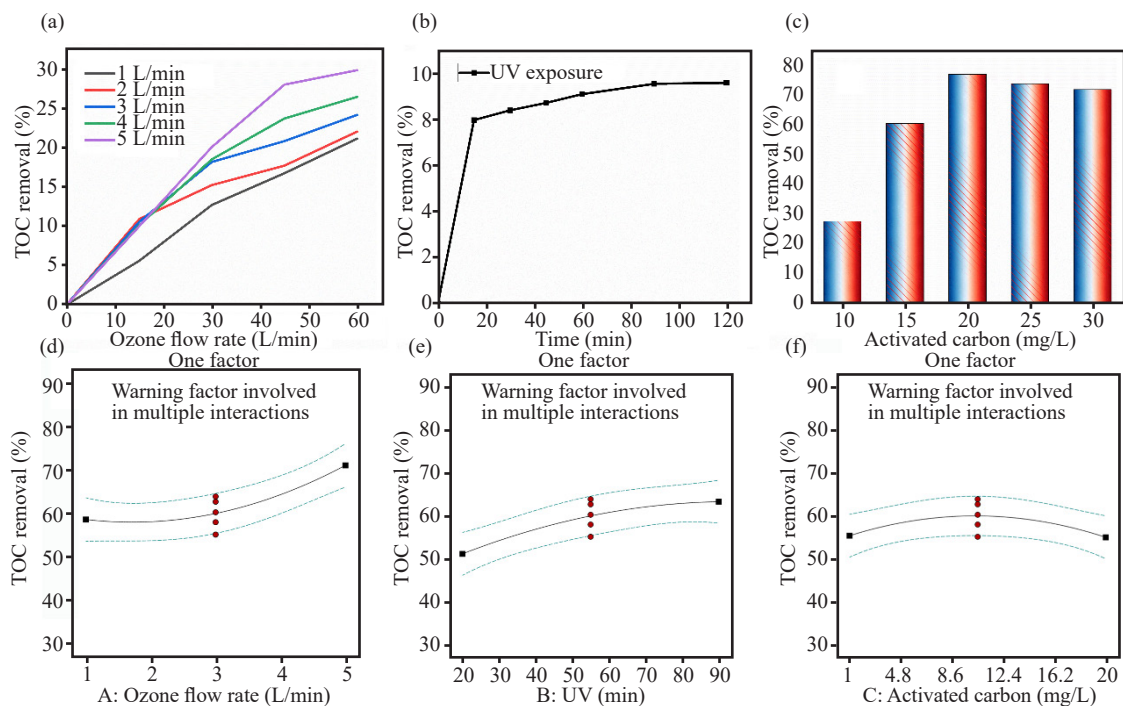 (a)
TOC removal (%)
30
25
20
15
10
5
0
1 L/min
2 L/min
3 L/min
4 L/min
5 L/min
0 10 20 30 40 50 60
Ozone flow rate (L/min)
(b)
TOC removal (%)
10
8
6
4
2
0
UV exposure
0 20 40 60 80 100 120
Time (min)
(c)
TOC removal (%)
80
70
60
50
40
30
20
10
0
10 15 20 25 30
Activated carbon (mg/L)
(d)
One factor
Warning factor involved
in multiple interactions
TOC removal (%)
90
80
70
60
50
40
30
1 2 3 4 5
A: Ozone flow rate (L/min)
(e)
One factor
Warning factor involved
in multiple interactions
TOC removal (%)
90
80
70
60
50
40
30
20 30 40 50 60 70 80 90
B: UV (min)
(f)
One factor
Warning factor involved
in multiple interactions
TOC removal (%)
90
80
70
60
50
40
30
1 4.8 8.6 12.4 16.2 20
C: Activated carbon (mg/L)